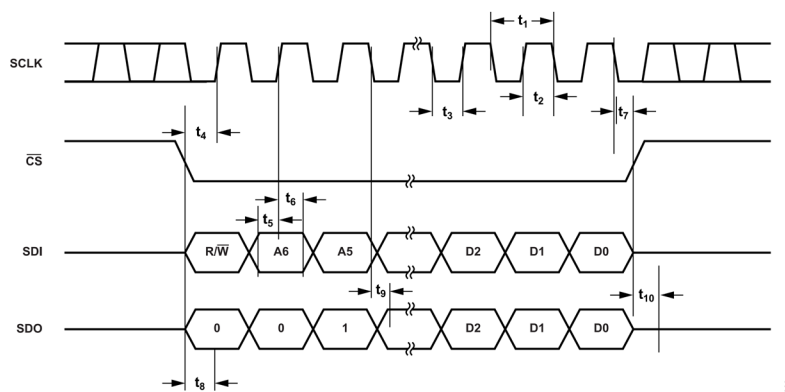 t1
SCLK
t3
t2
t4
t7
CS
t6
t5
SDI
R/W
A6
A5
D2
D1
D0
t9
t10
SDO
0
0
1
D2
D1
D0
t8